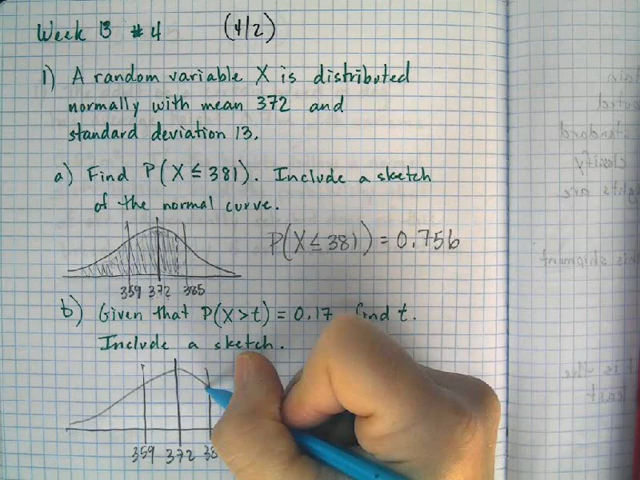 Week 13 #4 (4/2)
1) A random variable X is distributed
normally with mean 372 and
standard deviation 13.
a) Find P(X ≤ 381). Include a sketch
of the normal curve.
P(X ≤ 381) = 0.756
359 372 385
b) Given that P(X > t) = 0.17 find t.
Include a sketch.
359 372 38